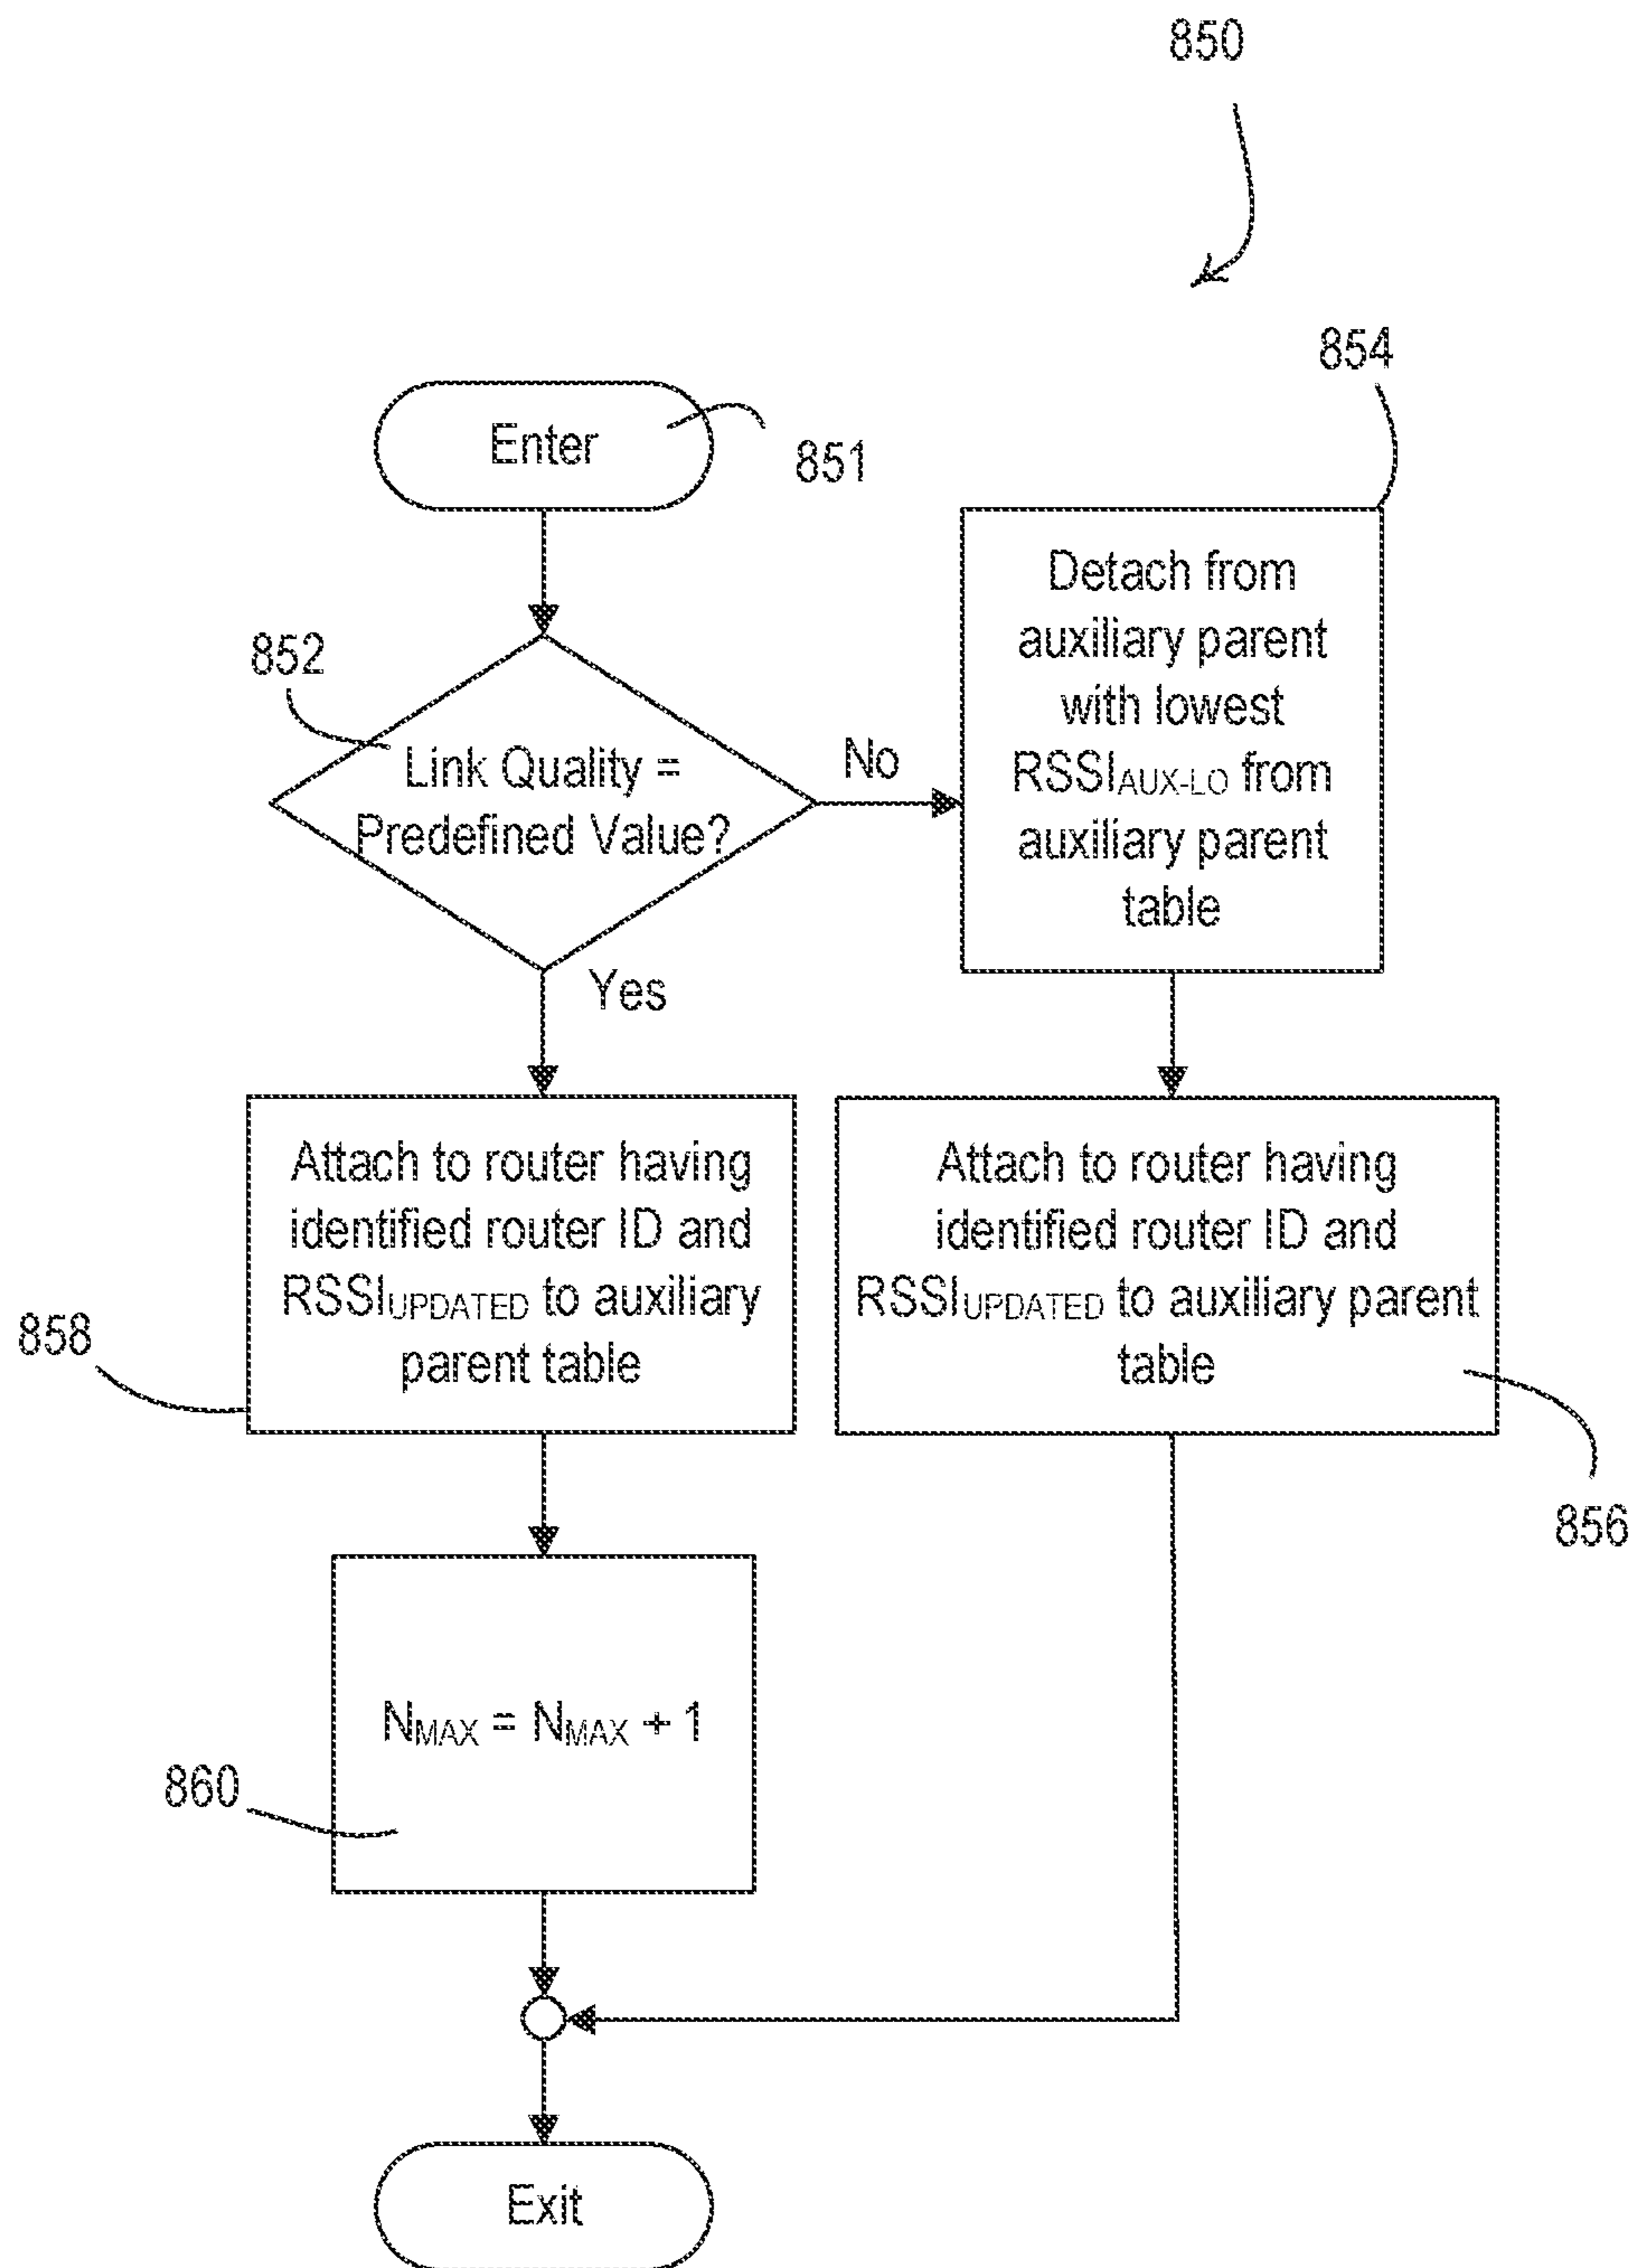 850
854
Enter
851
Detach from
auxiliary parent
with lowest
RSSIAUX-LO from
auxiliary parent
table
852
Link Quality =
Predefined Value?
No
Yes
Attach to router having
identified router ID and
RSSIUPDATED to auxiliary
parent table
858
Attach to router having
identified router ID and
RSSIUPDATED to auxiliary parent
table
856
NMAX = NMAX + 1
860
Exit